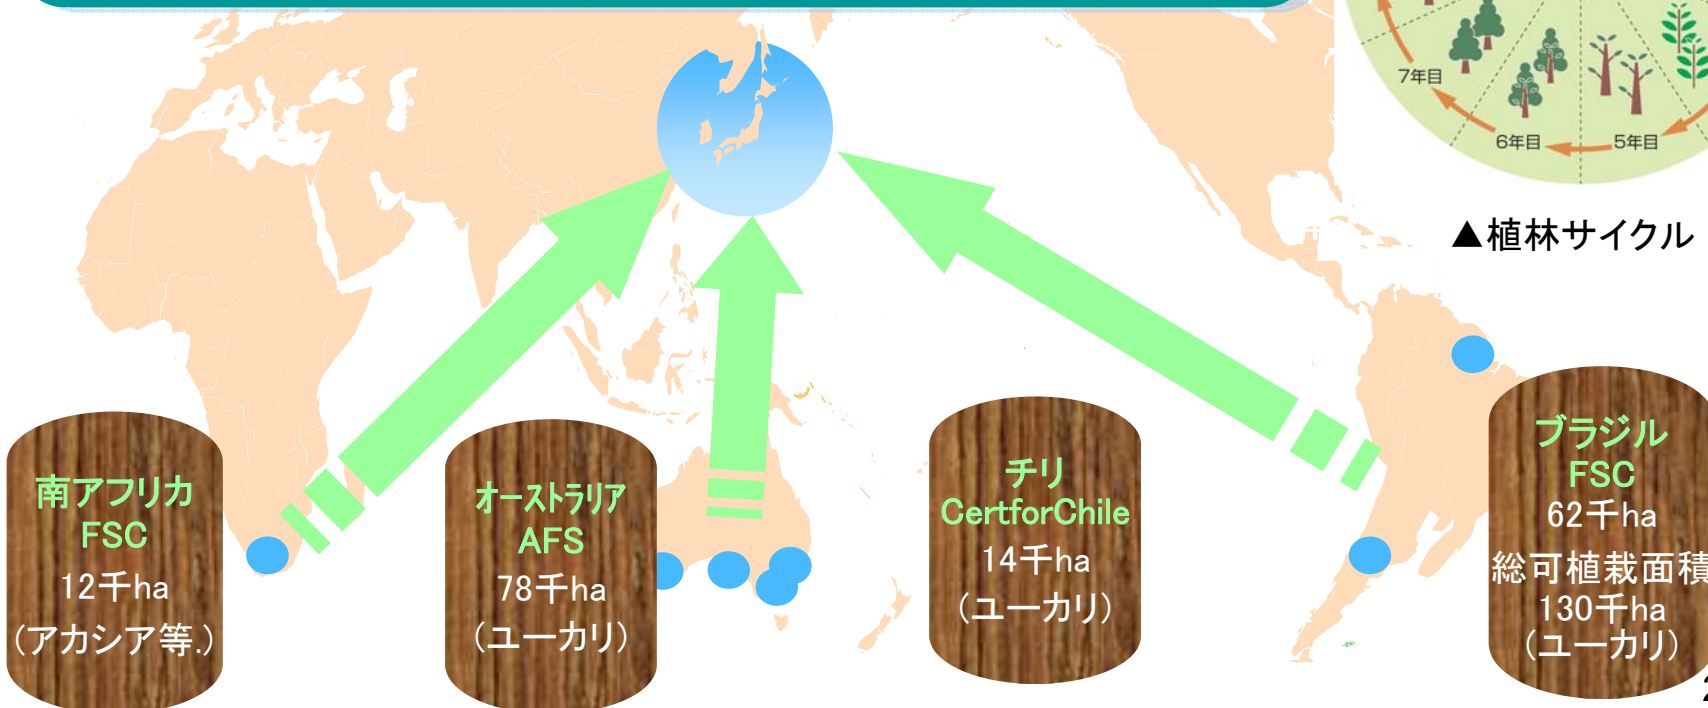 7年目
6年目
5年目
▲植林サイクル
南アフリカ
FSC
12千ha
(アカシア等.)
オーストラリア
AFS
78千ha
(ユーカリ)
チリ
CertforChile
14千ha
(ユーカリ)
ブラジル
FSC
62千ha
総可植栽面積
130千ha
(ユーカリ)